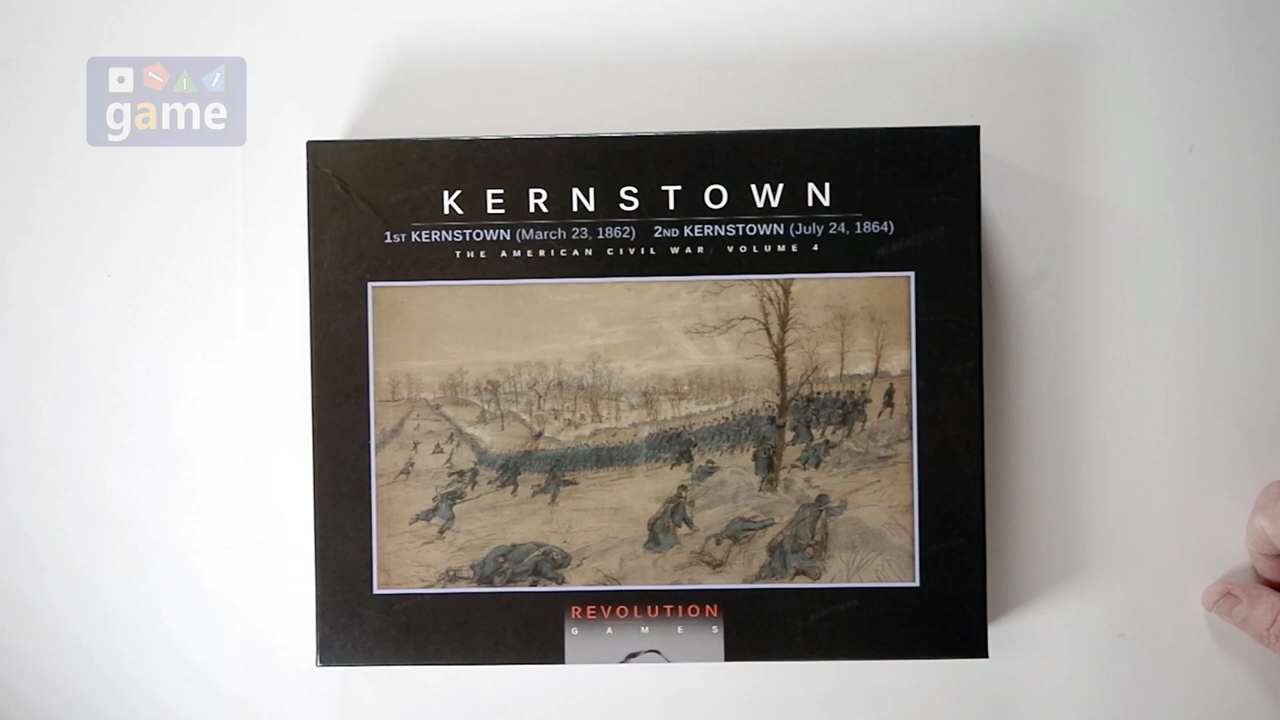 game
KERNSTOWN
1ST KERNSTOWN (March 23, 1862) 2ND KERNSTOWN (July 24, 1864)
THE AMERICAN CIVIL WAR VOLUME 4
REVOLUTION
GAMES